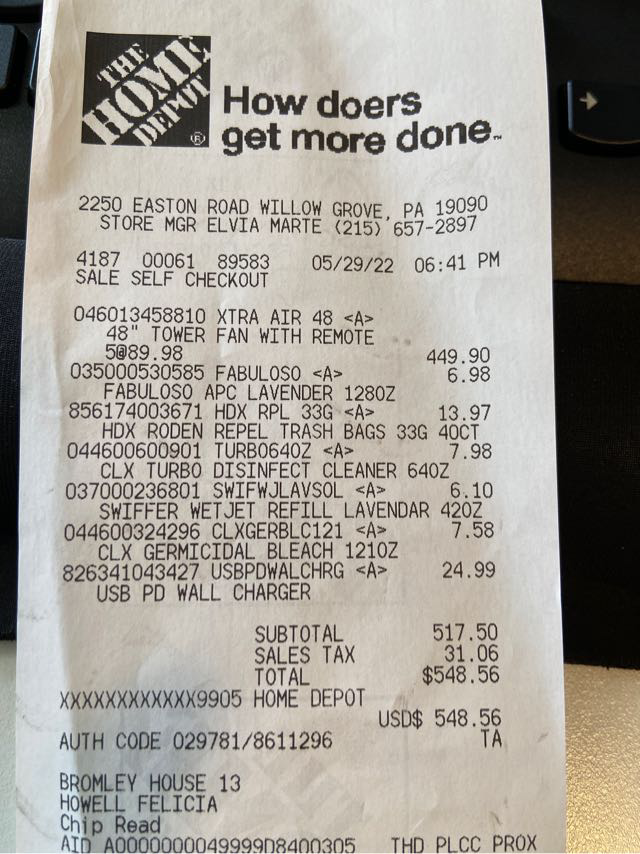 THE
HOME
DEPOT
®
How doers
get more done™
2250 EASTON ROAD WILLOW GROVE, PA 19090
STORE MGR ELVIA MARTE (215) 657-2897
4187 00061 89583 05/29/22 06:41 PM
SALE SELF CHECKOUT
046013458810 XTRA AIR 48 <A>
48" TOWER FAN WITH REMOTE
5@89.98 449.90
035000530585 FABULOSO <A> 6.98
FABULOSO APC LAVENDER 128OZ
856174003671 HDX RPL 33G <A> 13.97
HDX RODEN REPEL TRASH BAGS 33G 40CT
044600600901 TURBO64OZ <A> 7.98
CLX TURBO DISINFECT CLEANER 64OZ
037000236801 SWIFWJLAVSOL <A> 6.10
SWIFFER WETJET REFILL LAVENDAR 42OZ
044600324296 CLXGERBLC121 <A> 7.58
CLX GERMICIDAL BLEACH 121OZ
826341043427 USBPDWALCHRG <A> 24.99
USB PD WALL CHARGER
SUBTOTAL 517.50
SALES TAX 31.06
TOTAL $548.56
XXXXXXXXXXXX9905 HOME DEPOT
USD$ 548.56
AUTH CODE 029781/8611296 TA
BROMLEY HOUSE 13
HOWELL FELICIA
Chip Read
AID A0000000049999D8400305 THD PLCC PROX